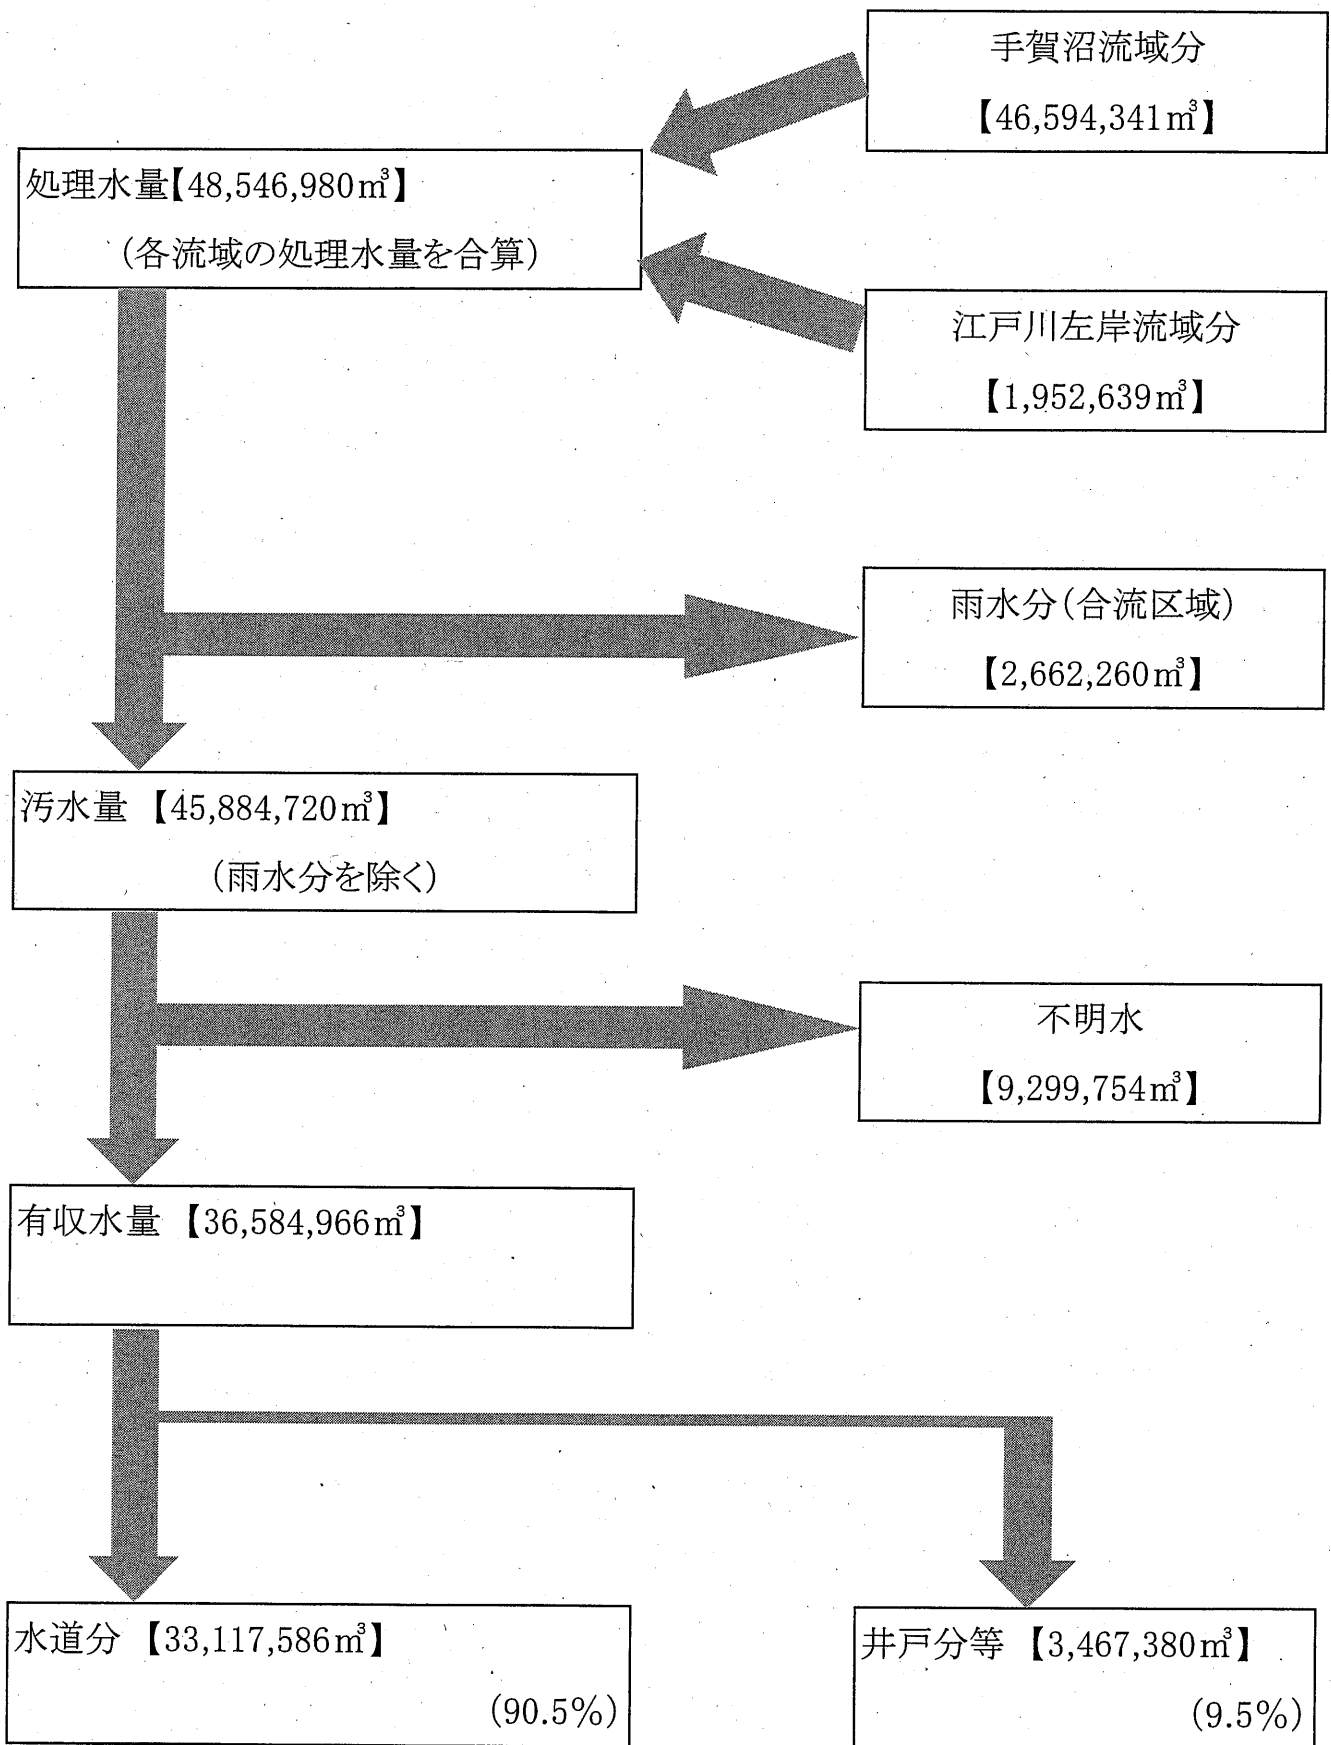 手賀沼流域分
【46,594,341㎥】
処理水量【48,546,980㎥】
（各流域の処理水量を合算）
江戸川左岸流域分
【1,952,639㎥】
雨水分（合流区域）
【2,662,260㎥】
汚水量 【45,884,720㎥】
（雨水分を除く）
不明水
【9,299,754㎥】
有収水量 【36,584,966㎥】
水道分 【33,117,586㎥】
(90.5%)
井戸分等 【3,467,380㎥】
(9.5%)